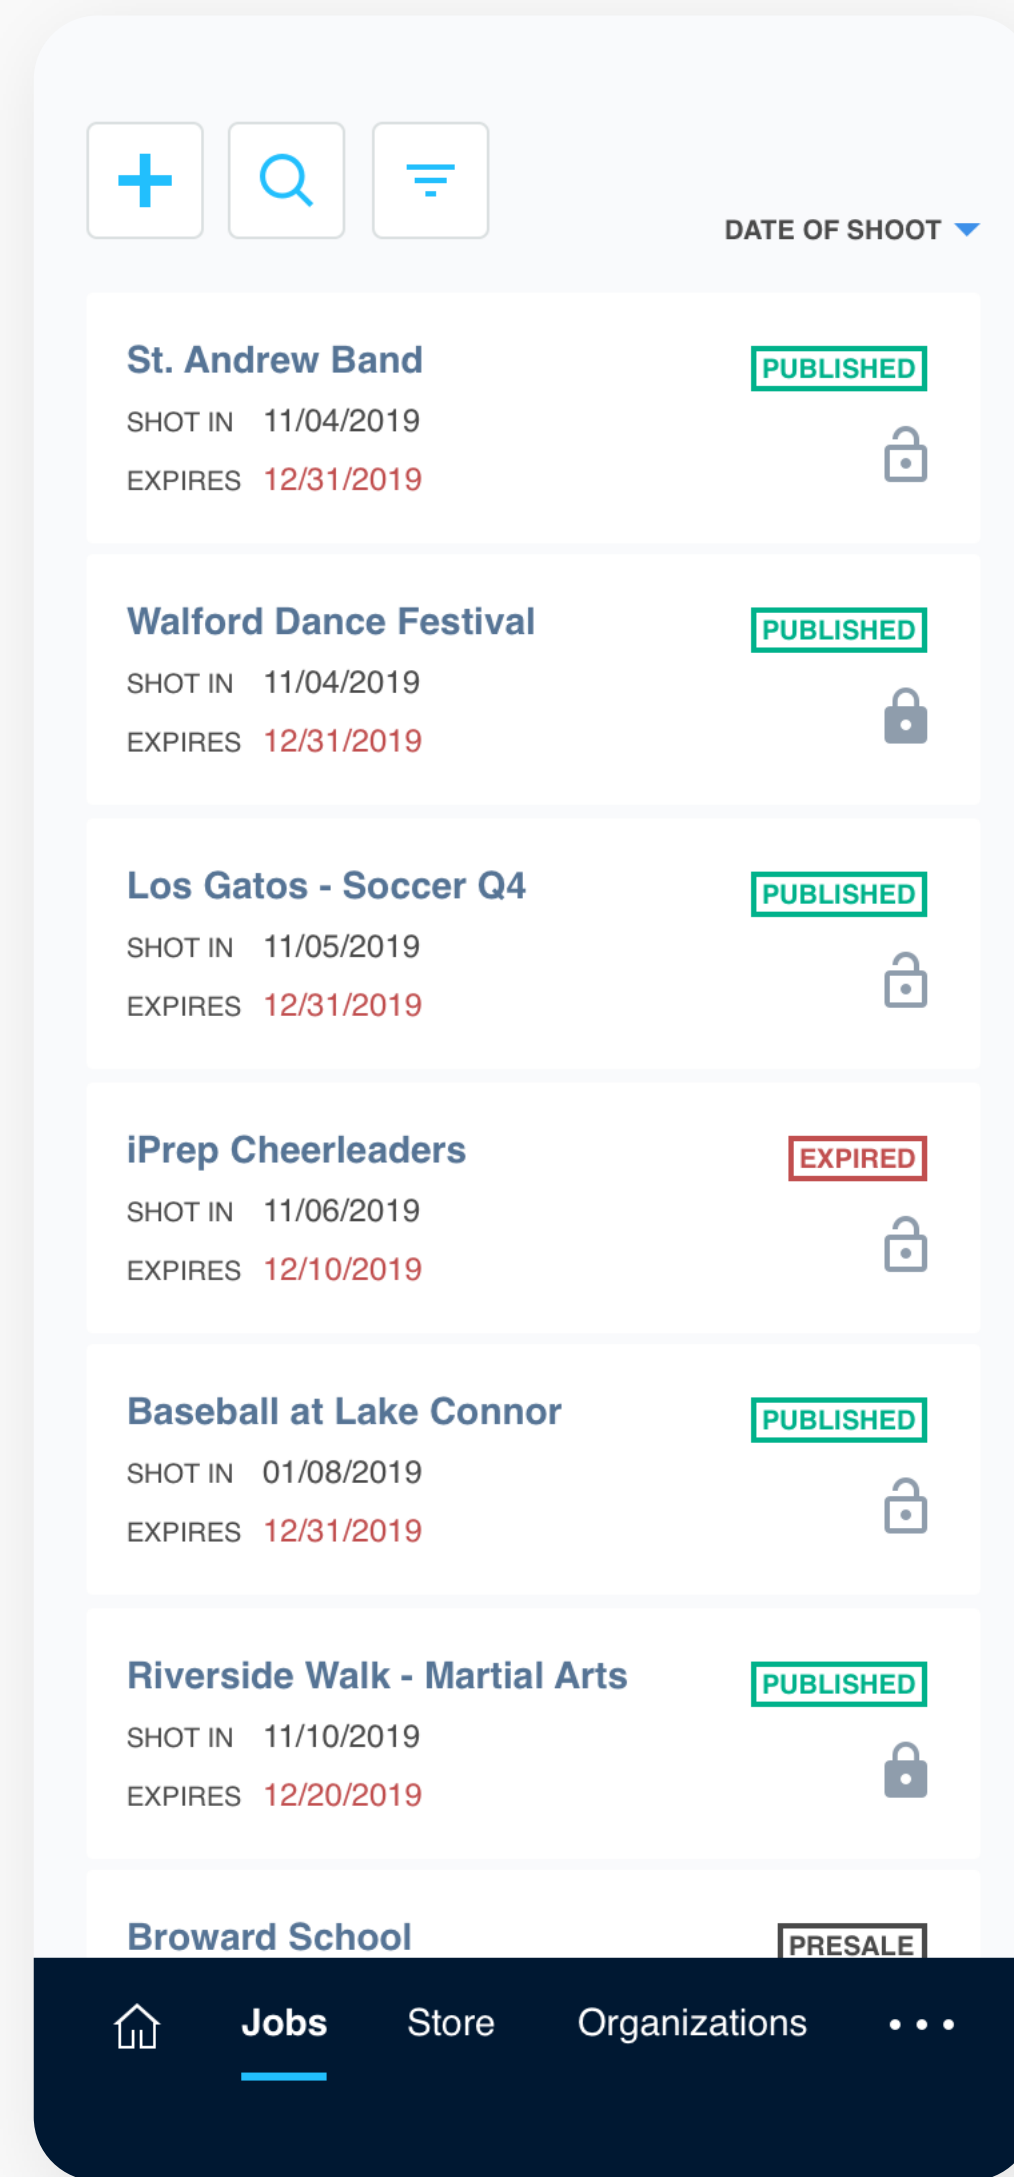 DATE OF SHOOT
St. Andrew Band
PUBLISHED
SHOT IN 11/04/2019
EXPIRES 12/31/2019
Walford Dance Festival
PUBLISHED
SHOT IN 11/04/2019
EXPIRES 12/31/2019
Los Gatos - Soccer Q4
PUBLISHED
SHOT IN 11/05/2019
EXPIRES 12/31/2019
iPrep Cheerleaders
EXPIRED
SHOT IN 11/06/2019
EXPIRES 12/10/2019
Baseball at Lake Connor
PUBLISHED
SHOT IN 01/08/2019
EXPIRES 12/31/2019
Riverside Walk - Martial Arts
PUBLISHED
SHOT IN 11/10/2019
EXPIRES 12/20/2019
Broward School
PRESALE
Jobs Store Organizations